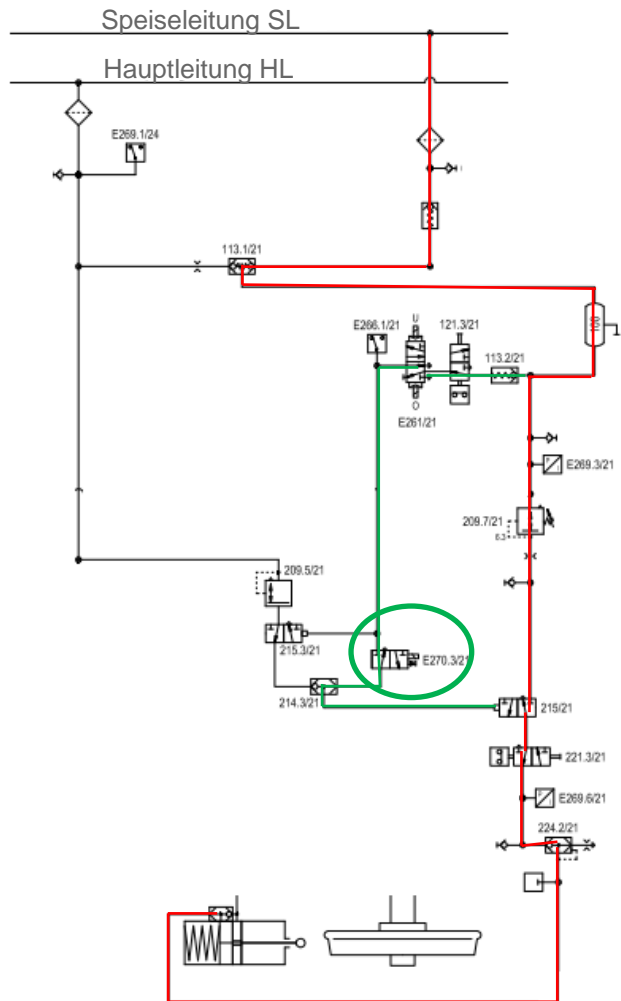 Speiseleitung SL
Hauptleitung HL
E269.1/24
113.1/21
100
E266.1/21
U
121.3/21
113.2/21
O
E261/21
E269.3/21
209.7/21
209.5/21
215.3/21
E270.3/21
214.3/21
215/21
221.3/21
E269.6/21
224.2/21